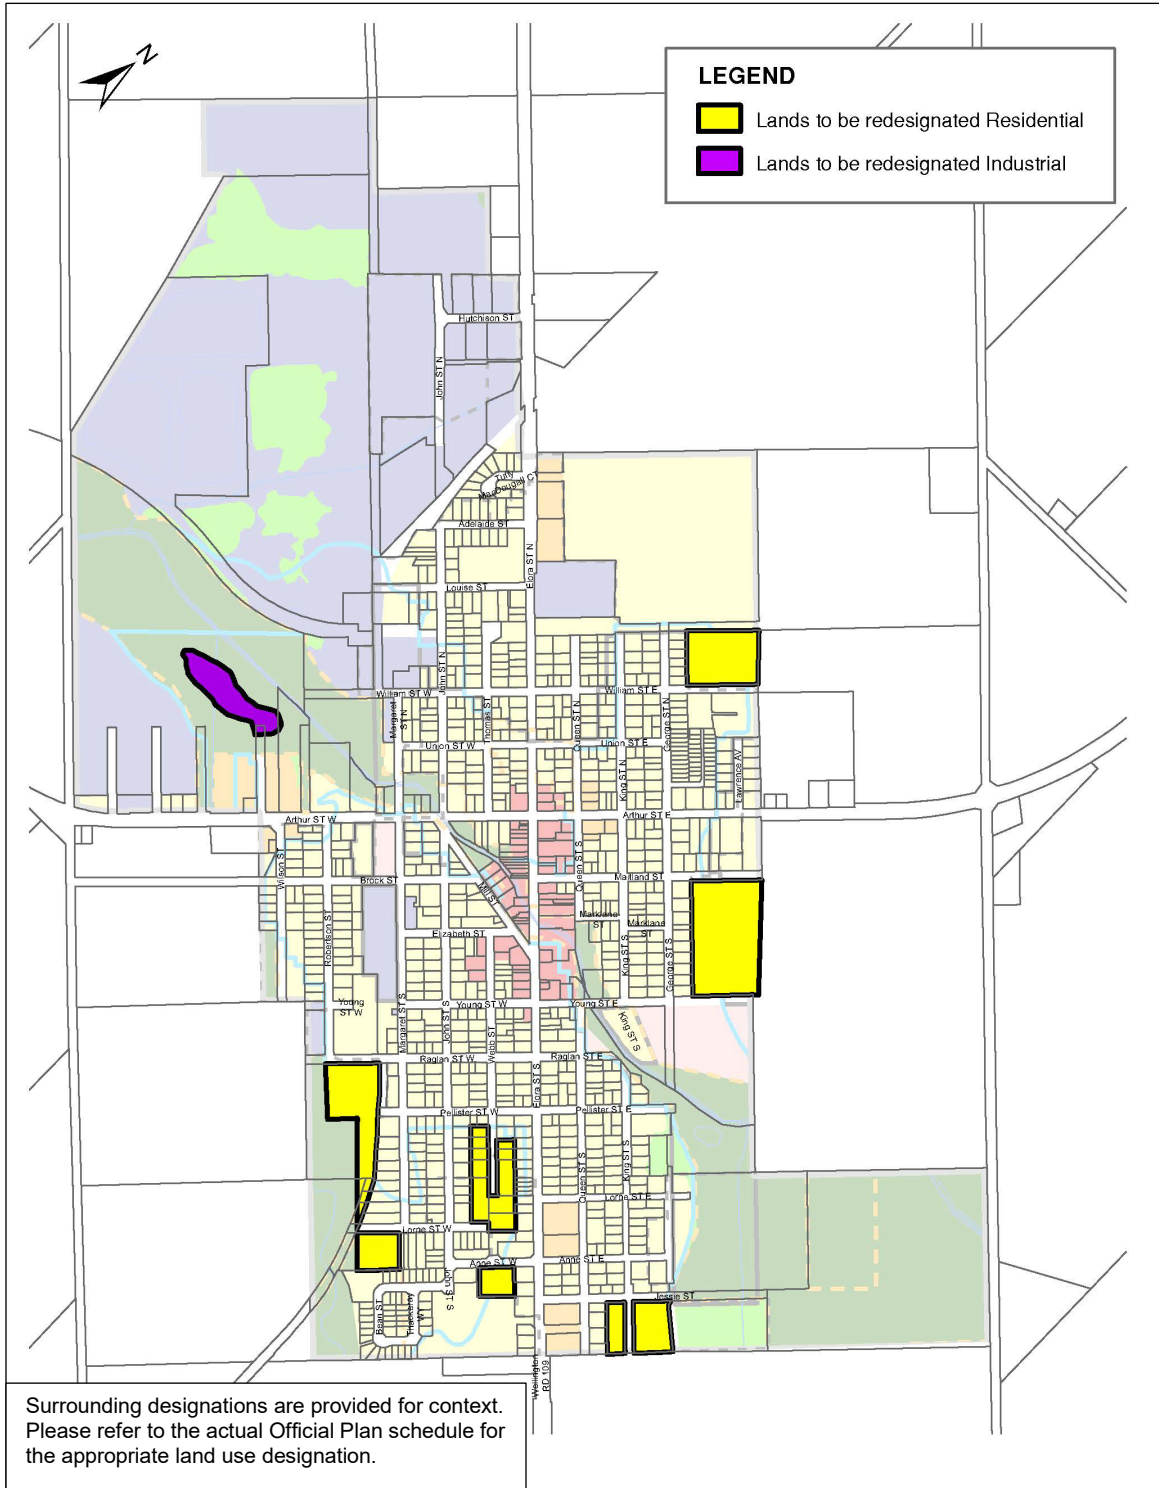 N
LEGEND
Lands to be redesignated Residential
Lands to be redesignated Industrial
Hutchison ST
John ST N
Tuffy
MacDougall CT
Adelaide ST
Elora ST N
Louise ST
John ST N
William ST W
William ST E
Margaret
ST N
Thomas ST
Queen ST N
George ST N
Union ST W
Union ST E
King ST N
Lawrence AV
Arthur ST W
Arthur ST E
Wilson ST
Queen ST S
Brock ST
Maitland ST
Mill ST
Marklane
ST
Marklane
ST
Robertson ST
Elizabeth ST
King ST S
George ST S
Young
ST W
Young ST W
Young ST E
Margaret ST S
John ST S
Webb ST
King ST S
Raglan ST W
Raglan ST E
Elora ST S
Pellister ST W
Pellister ST E
Queen ST S
King ST S
Lorne ST E
Lorne ST W
Anne ST W
Anne ST E
John ST S
Bean ST
Thackeray
WY
Jessie ST
Wellington
RD 109
Surrounding designations are provided for context.
Please refer to the actual Official Plan schedule for
the appropriate land use designation.